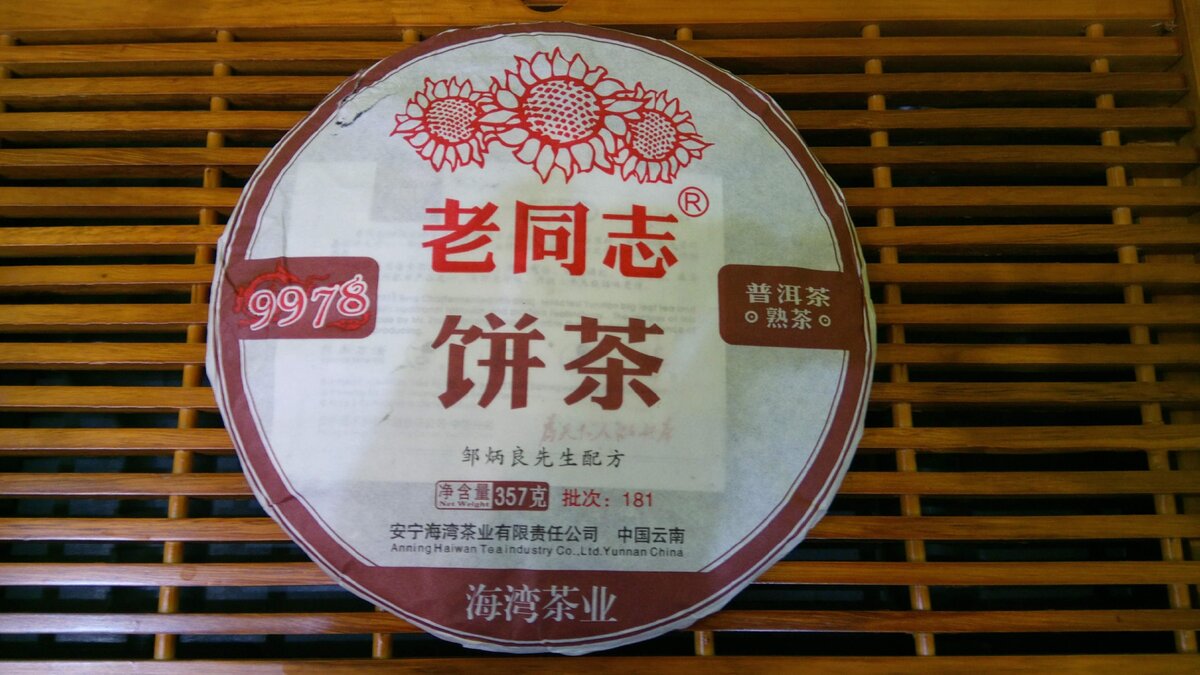 老同志®
9978
普洱茶
熟茶
饼茶
邹炳良先生配方
净含量 357克 批次：181
Net Weight
安宁海湾茶业有限责任公司 中国云南
Anning Haiwan Tea industry Co.,Ltd.Yunnan China
海湾茶业